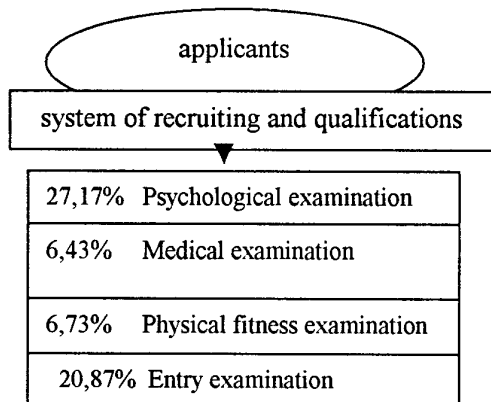 applicants
system of recruiting and qualifications
27,17% Psychological examination
6,43% Medical examination
6,73% Physical fitness examination
20,87% Entry examination